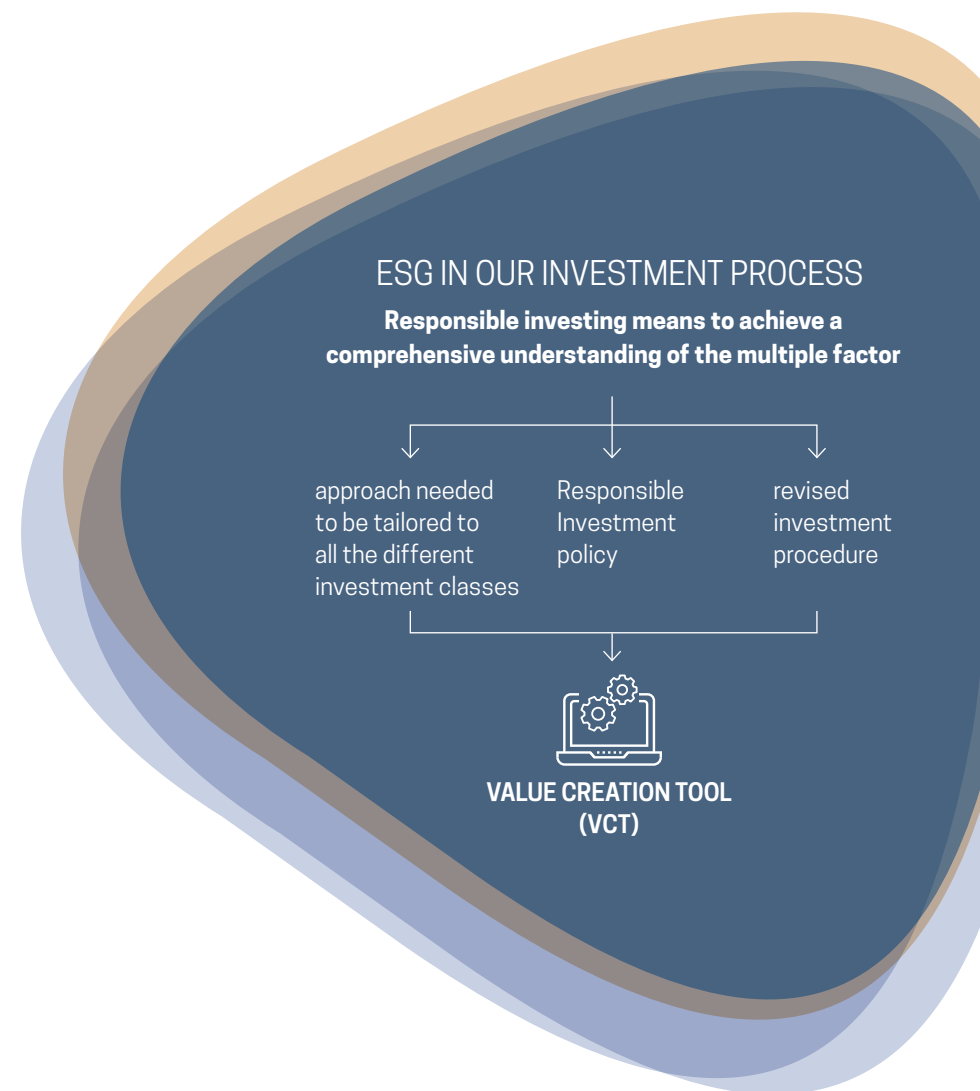 ESG IN OUR INVESTMENT PROCESS
Responsible investing means to achieve a
comprehensive understanding of the multiple factor
approach needed
to be tailored to
all the different
investment classes
Responsible
Investment
policy
revised
investment
procedure
VALUE CREATION TOOL
(VCT)